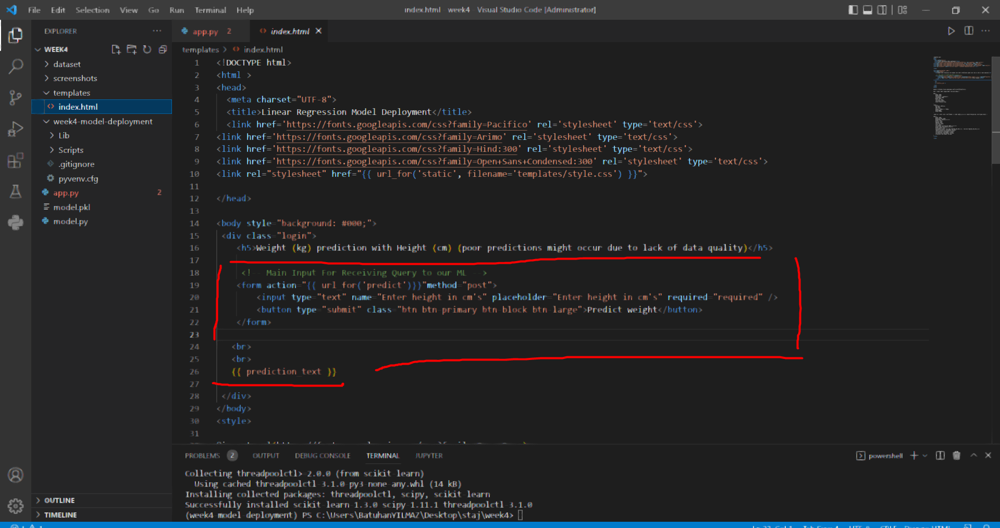 File Edit Selection View Go Run Terminal Help
index.html - week4 - Visual Studio Code [Administrator]
EXPLORER
WEEK4
dataset
screenshots
templates
index.html
week4-model-deployment
Lib
Scripts
.gitignore
pyvenv.cfg
app.py 2
model.pkl
model.py
OUTLINE
TIMELINE
app.py 2
index.html
templates > index.html
1 <!DOCTYPE html>
2 <html >
3 <head>
4 <meta charset="UTF-8">
5 <title>Linear Regression Model Deployment</title>
6 <link href='https://fonts.googleapis.com/css?family=Pacifico' rel='stylesheet' type='text/css'>
7 <link href='https://fonts.googleapis.com/css?family=Arimo' rel='stylesheet' type='text/css'>
8 <link href='https://fonts.googleapis.com/css?family=Hind:300' rel='stylesheet' type='text/css'>
9 <link href='https://fonts.googleapis.com/css?family=Open+Sans+Condensed:300' rel='stylesheet' type='text/css'>
10 <link rel="stylesheet" href="{{ url_for('static', filename='templates/style.css') }}">
11
12 </head>
13
14 <body style="background: #000;">
15 <div class="login">
16 <h5>Weight (kg) prediction with Height (cm) (poor predictions might occur due to lack of data quality)</h5>
17
18 <!-- Main Input For Receiving Query to our ML -->
19 <form action="{{ url_for('predict')}}"method="post">
20 <input type="text" name="Enter height in cm's" placeholder="Enter height in cm's" required="required" />
21 <button type="submit" class="btn btn-primary btn-block btn-large">Predict weight</button>
22 </form>
23
24 <br>
25 <br>
26 {{ prediction_text }}
27
28 </div>
29 </body>
30 <style>
31
PROBLEMS 2 OUTPUT DEBUG CONSOLE TERMINAL JUPYTER
powershell
Collecting threadpoolctl>=2.0.0 (from scikit-learn)
Using cached threadpoolctl-3.1.0-py3-none-any.whl (14 kB)
Installing collected packages: threadpoolctl, scipy, scikit-learn
Successfully installed scikit-learn-1.3.0 scipy-1.11.1 threadpoolctl-3.1.0
(week4-model-deployment) PS C:\Users\BatuhanYILMAZ\Desktop\staj\week4>